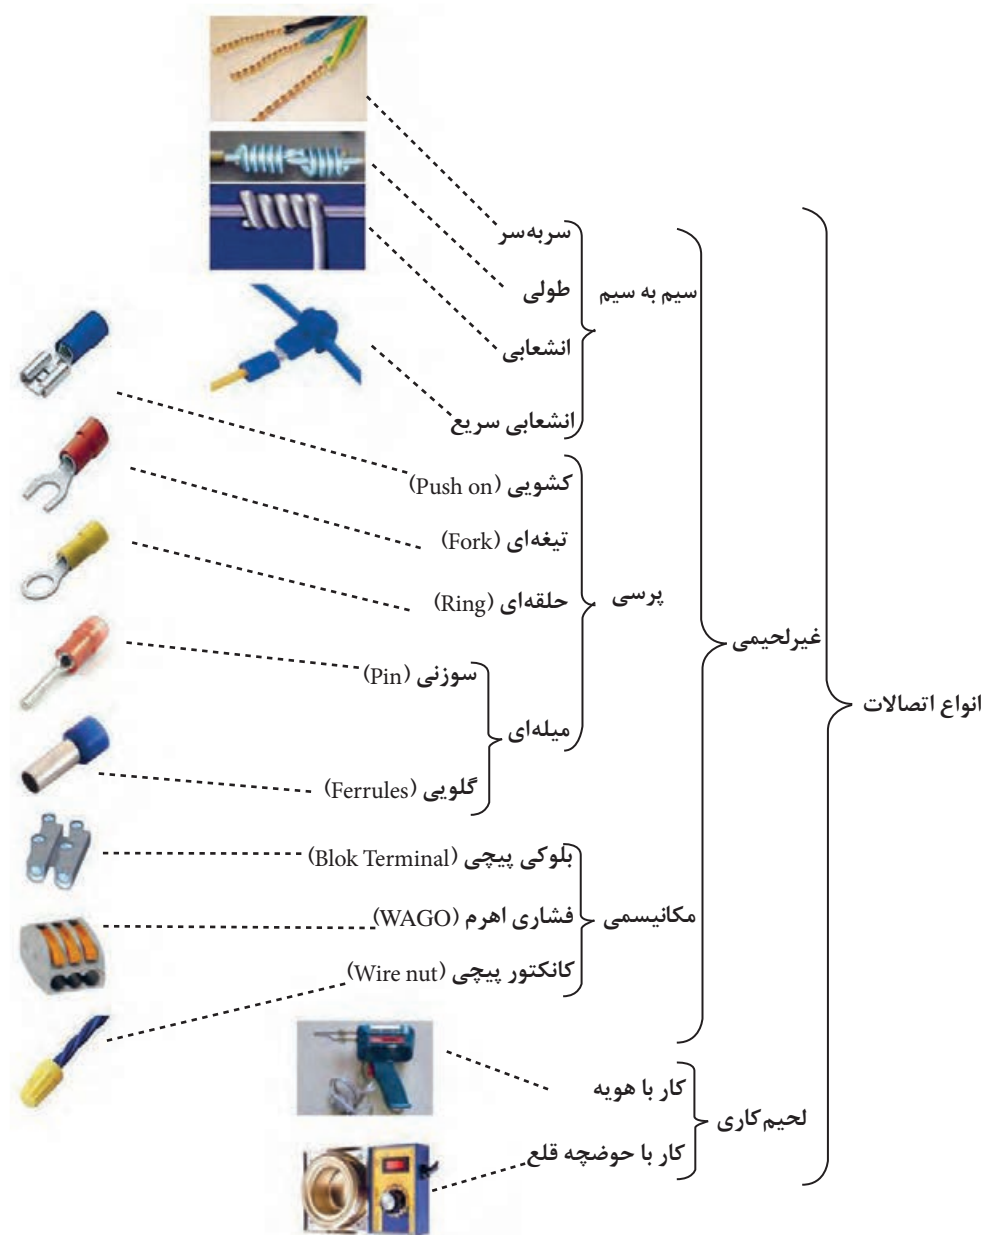 انواع اتصالات
غیرلحیمی
سیم به سیم
سربه‌سر
طولی
انشعابی
انشعابی سریع
پرسی
کشویی (Push on)
تیغه‌ای (Fork)
حلقه‌ای (Ring)
میله‌ای
سوزنی (Pin)
گلویی (Ferrules)
مکانیسمی
بلوکی پیچی (Blok Terminal)
فشاری اهرم (WAGO)
کانکتور پیچی (Wire nut)
لحیم‌کاری
کار با هویه
کار با حوضچه قلع